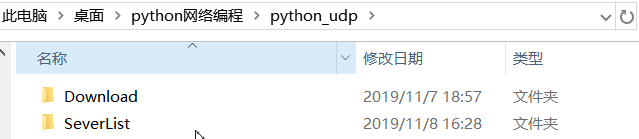 此电脑 > 桌面 > python网络编程 > python_udp >
名称 修改日期 类型
Download 2019/11/7 18:57 文件夹
SeverList 2019/11/8 16:28 文件夹